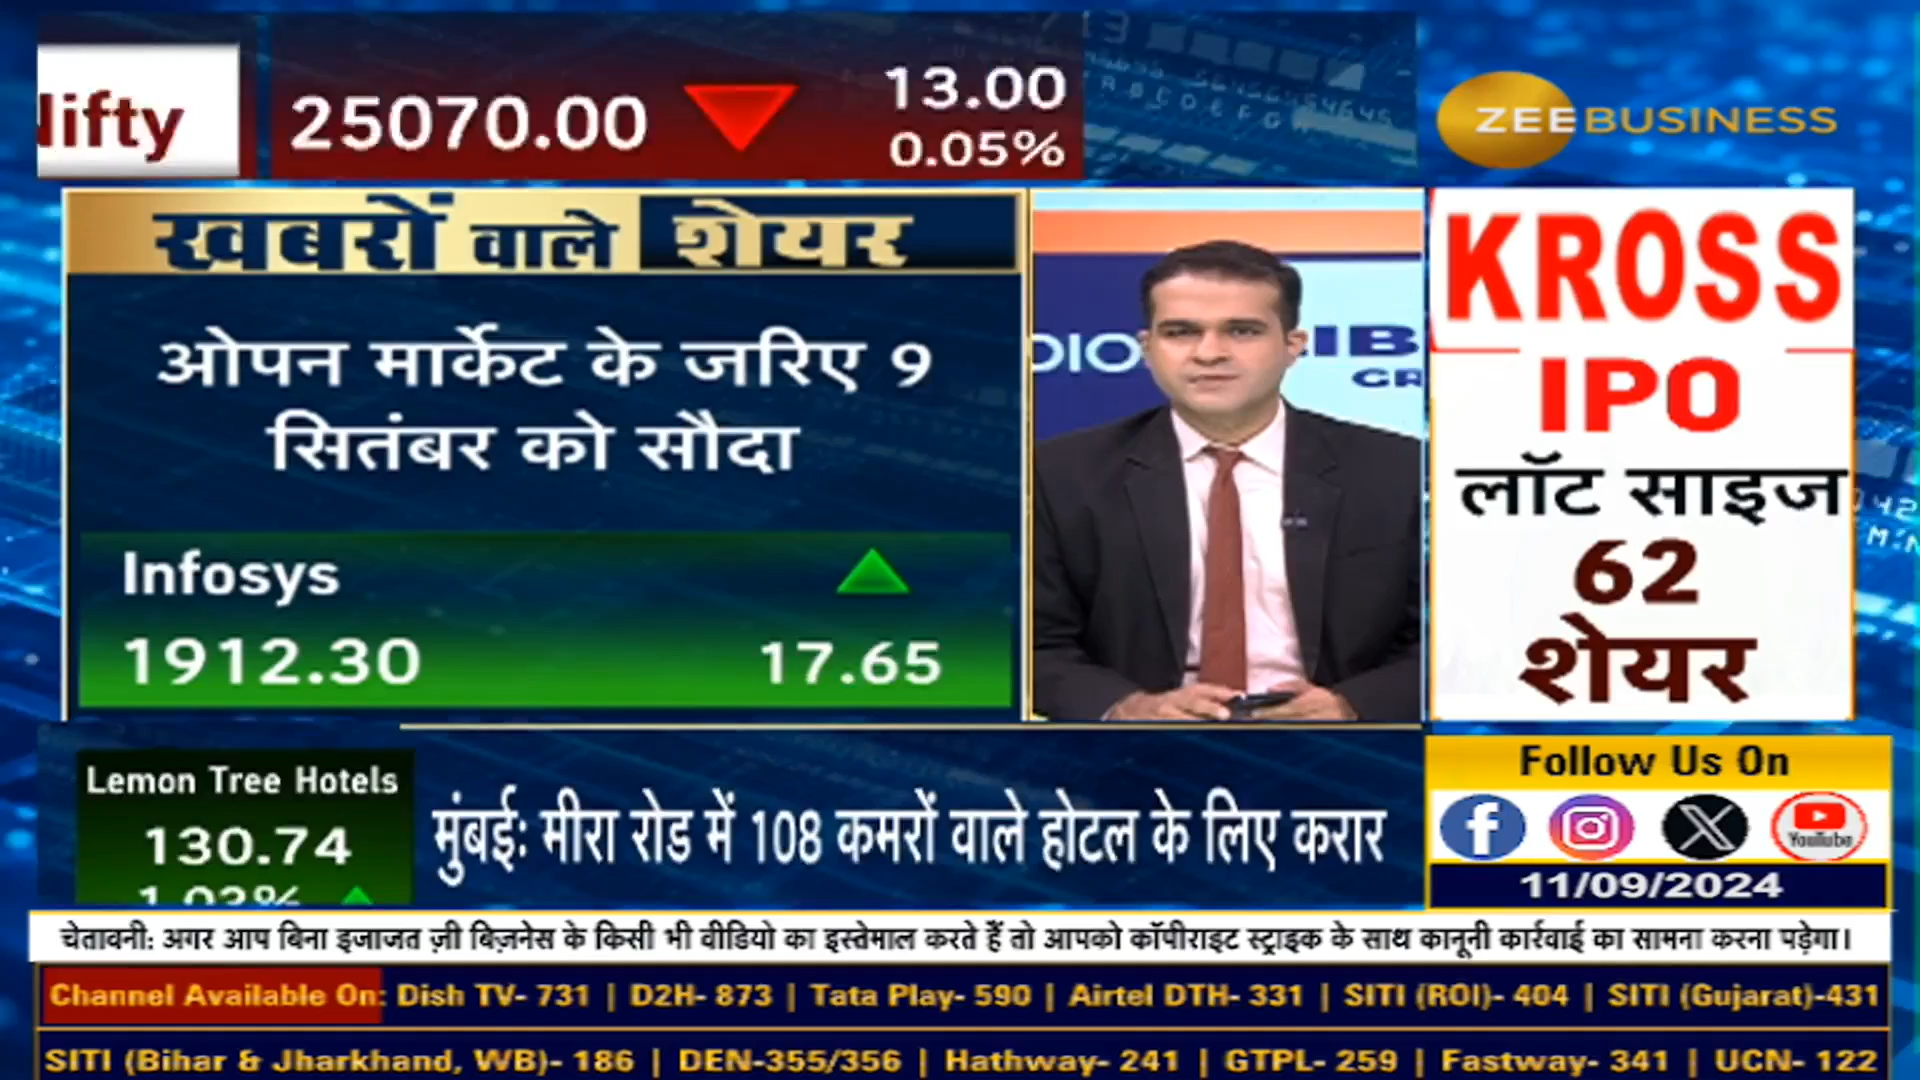 Nifty
25070.00
13.00
0.05%
ZEEBUSINESS
खबरों वाले शेयर
ओपन मार्केट के जरिए 9
सितंबर को सौदा
Infosys
1912.30 17.65
KROSS
IPO
लॉट साइज
62
शेयर
Lemon Tree Hotels
130.74
1.03%
मुंबई: मीरा रोड में 108 कमरों वाले होटल के लिए करार
Follow Us On
YouTube
11/09/2024
चेतावनी: अगर आप बिना इजाजत ज़ी बिज़नेस के किसी भी वीडियो का इस्तेमाल करते हैं तो आपको कॉपीराइट स्ट्राइक के साथ कानूनी कार्रवाई का सामना करना पड़ेगा।
Channel Available On: Dish TV- 731 | D2H- 873 | Tata Play- 590 | Airtel DTH- 331 | SITI (ROI)- 404 | SITI (Gujarat)-431
SITI (Bihar & Jharkhand, WB)- 186 | DEN-355/356 | Hathway- 241 | GTPL- 259 | Fastway- 341 | UCN- 122